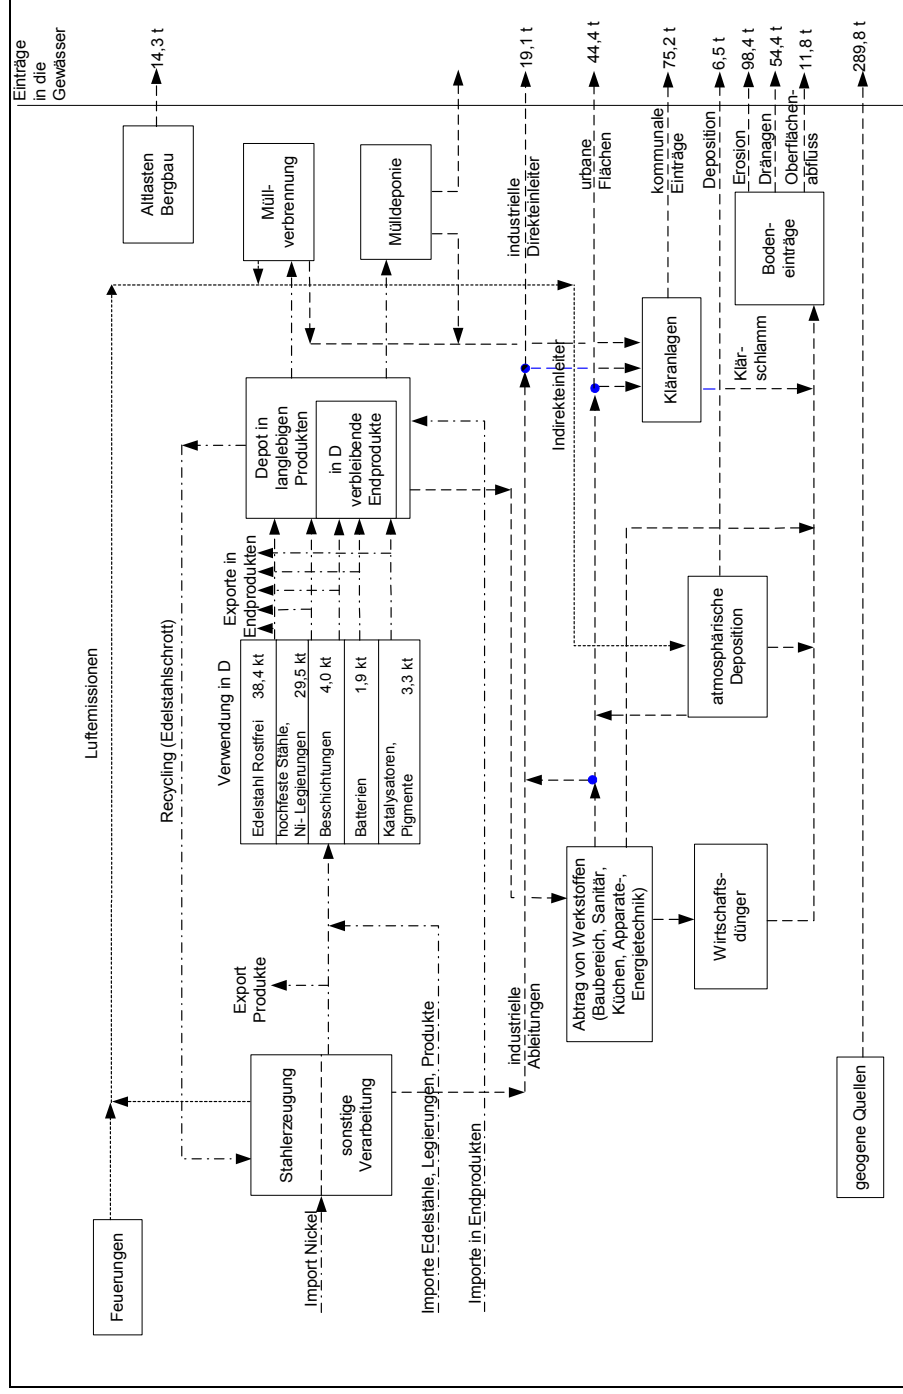 Einträge
in die
Gewässer
14,3 t
19,1 t
44,4 t
75,2 t
6,5 t
98,4 t
54,4 t
11,8 t
289,8 t
Altlasten
Bergbau
Müll-
verbrennung
Mülldeponie
industrielle
Direkteinleiter
urbane
Flächen
kommunale
Einträge
Deposition
Erosion
Dränagen
Oberflächen-
abfluss
Boden-
einträge
Luftemissionen
Recycling (Edelstahlschrott)
Depot in
langlebigen
Produkten
in D
verbleibende
Endprodukte
Indirekteinleiter
Kläranlagen
Klär-
schlamm
Exporte in
Endprodukten
Verwendung in D
Edelstahl Rostfrei 38,4 kt
hochfeste Stähle,
Ni- Legierungen 29,5 kt
Beschichtungen 4,0 kt
Batterien 1,9 kt
Katalysatoren,
Pigmente 3,3 kt
atmosphärische
Deposition
Export
Produkte
industrielle
Ableitungen
Abtrag von Werkstoffen
(Baubereich, Sanitär,
Küchen, Apparate-,
Energietechnik)
Wirtschafts-
dünger
Feuerungen
Stahlerzeugung
sonstige
Verarbeitung
Import Nickel
Importe Edelstähle, Legierungen, Produkte
Importe in Endprodukten
geogene Quellen